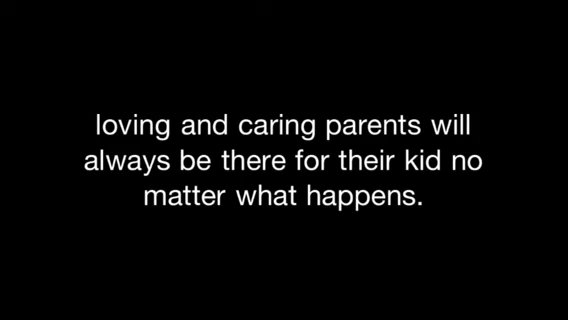 loving and caring parents will
always be there for their kid no
matter what happens.